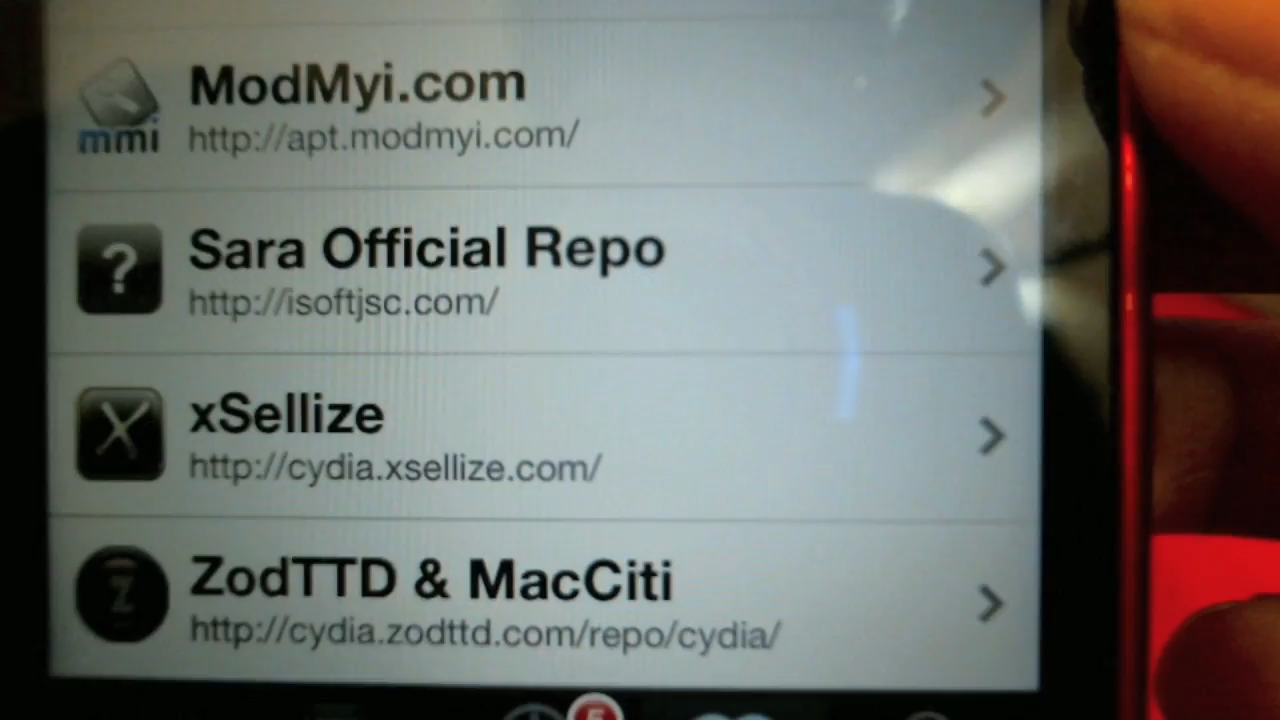 ModMyi.com
mmi
http://apt.modmyi.com/
?
Sara Official Repo
http://isoftjsc.com/
X
xSellize
http://cydia.xsellize.com/
Z
ZodTTD & MacCiti
http://cydia.zodttd.com/repo/cydia/
5